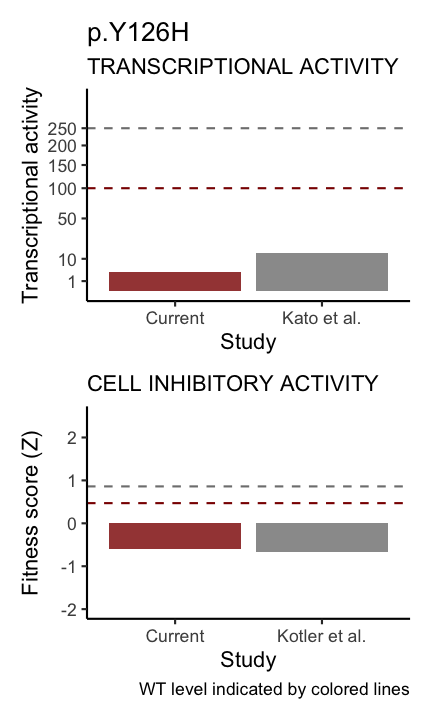 p.Y126H
TRANSCRIPTIONAL ACTIVITY
Transcriptional activity
250
200
150
100
50
10
1
Current
Kato et al.
Study
CELL INHIBITORY ACTIVITY
Fitness score (Z)
2
1
0
-1
-2
Current
Kotler et al.
Study
WT level indicated by colored lines